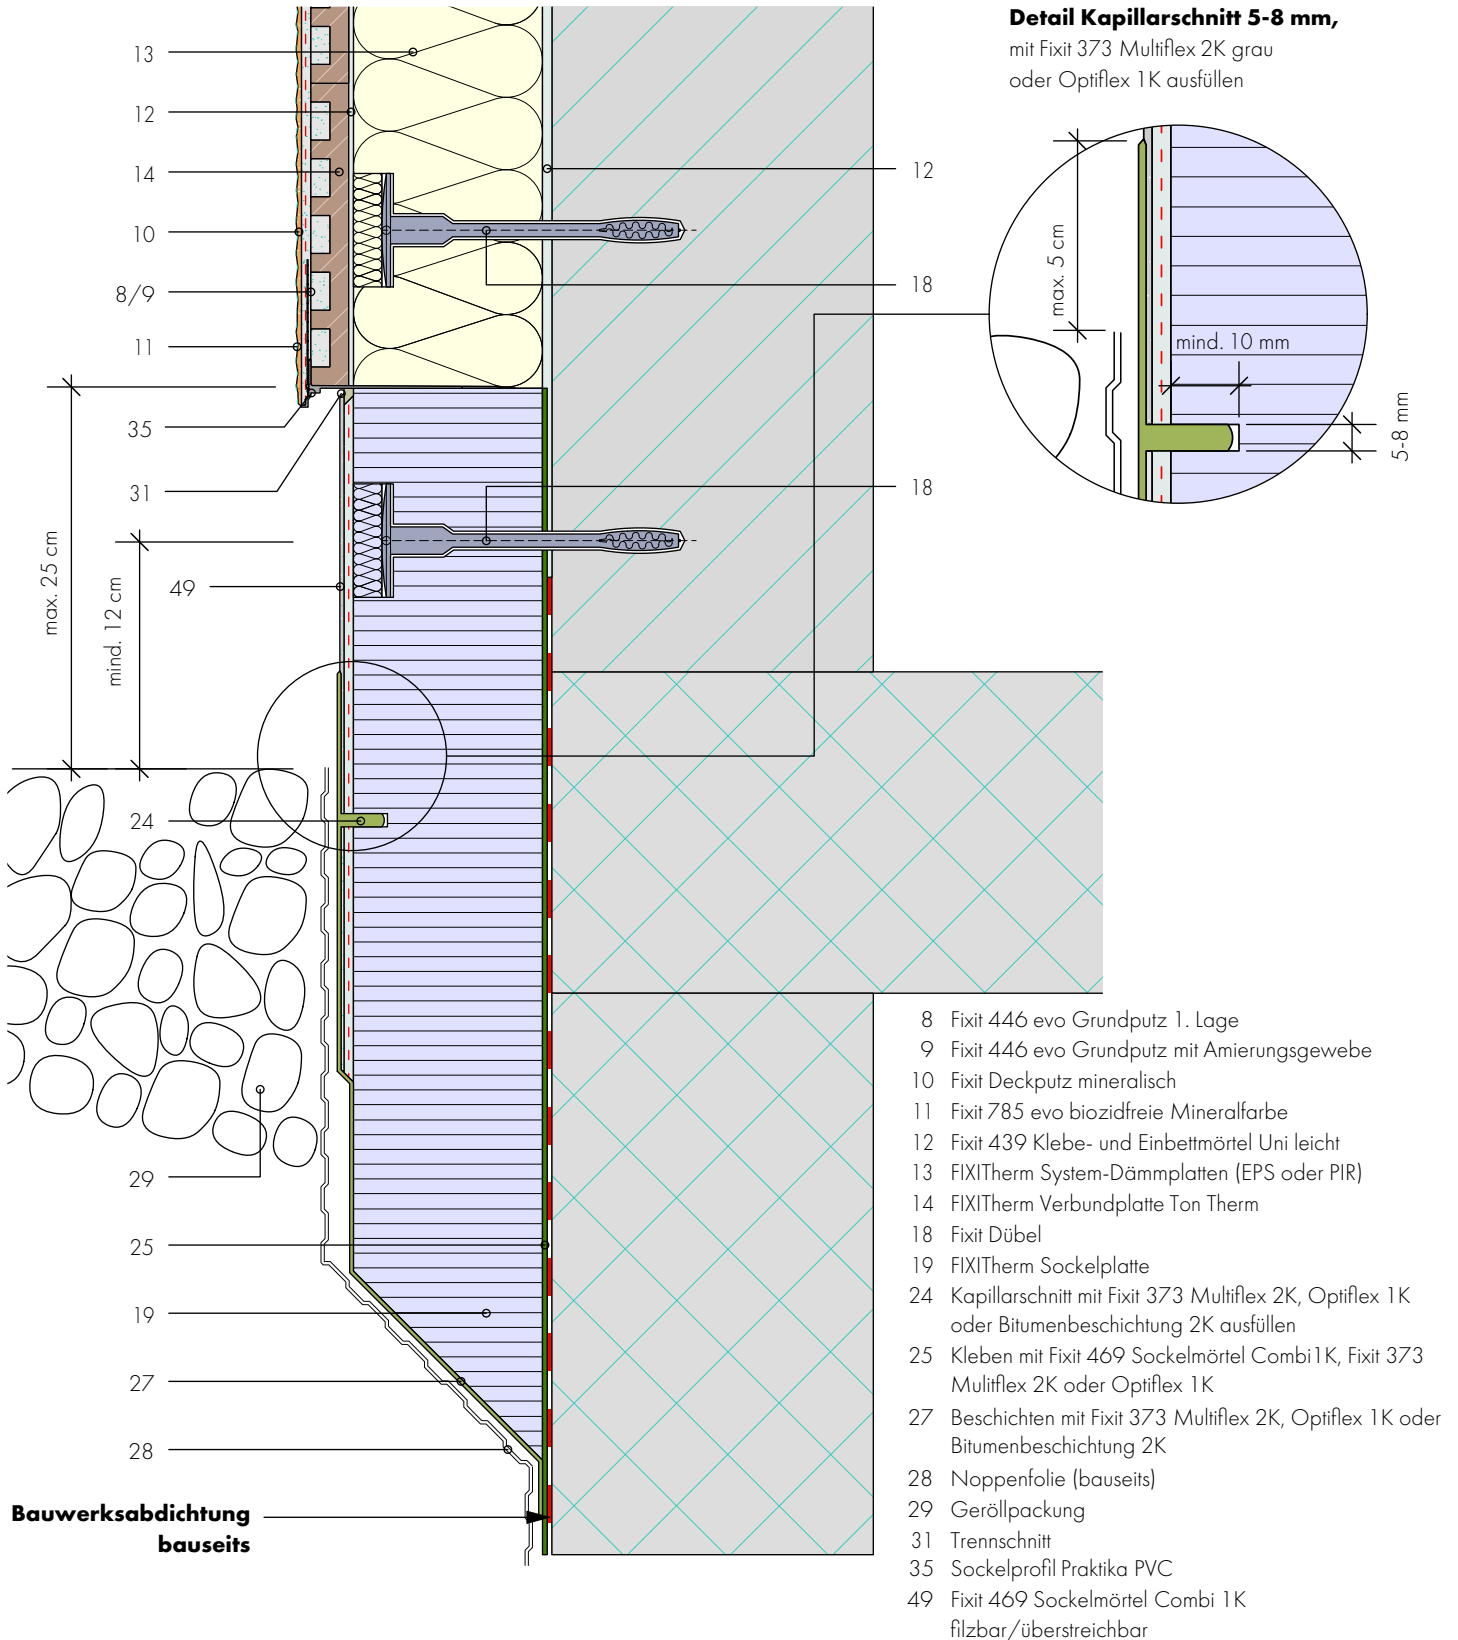 Detail Kapillarschnitt 5-8 mm,
mit Fixit 373 Multiflex 2K grau
oder Optiflex 1K ausfüllen
13
12
14
10
8/9
11
35
31
49
max. 25 cm
mind. 12 cm
24
29
25
19
27
28
Bauwerksabdichtung
bauseits
12
18
18
max. 5 cm
mind. 10 mm
5-8 mm
8 Fixit 446 evo Grundputz 1. Lage
9 Fixit 446 evo Grundputz mit Amierungsgewebe
10 Fixit Deckputz mineralisch
11 Fixit 785 evo biozidfreie Mineralfarbe
12 Fixit 439 Klebe- und Einbettmörtel Uni leicht
13 FIXITherm System-Dämmplatten (EPS oder PIR)
14 FIXITherm Verbundplatte Ton Therm
18 Fixit Dübel
19 FIXITherm Sockelplatte
24 Kapillarschnitt mit Fixit 373 Multiflex 2K, Optiflex 1K
oder Bitumenbeschichtung 2K ausfüllen
25 Kleben mit Fixit 469 Sockelmörtel Combi1K, Fixit 373
Mulitflex 2K oder Optiflex 1K
27 Beschichten mit Fixit 373 Multiflex 2K, Optiflex 1K oder
Bitumenbeschichtung 2K
28 Noppenfolie (bauseits)
29 Geröllpackung
31 Trennschnitt
35 Sockelprofil Praktika PVC
49 Fixit 469 Sockelmörtel Combi 1K
filzbar/überstreichbar